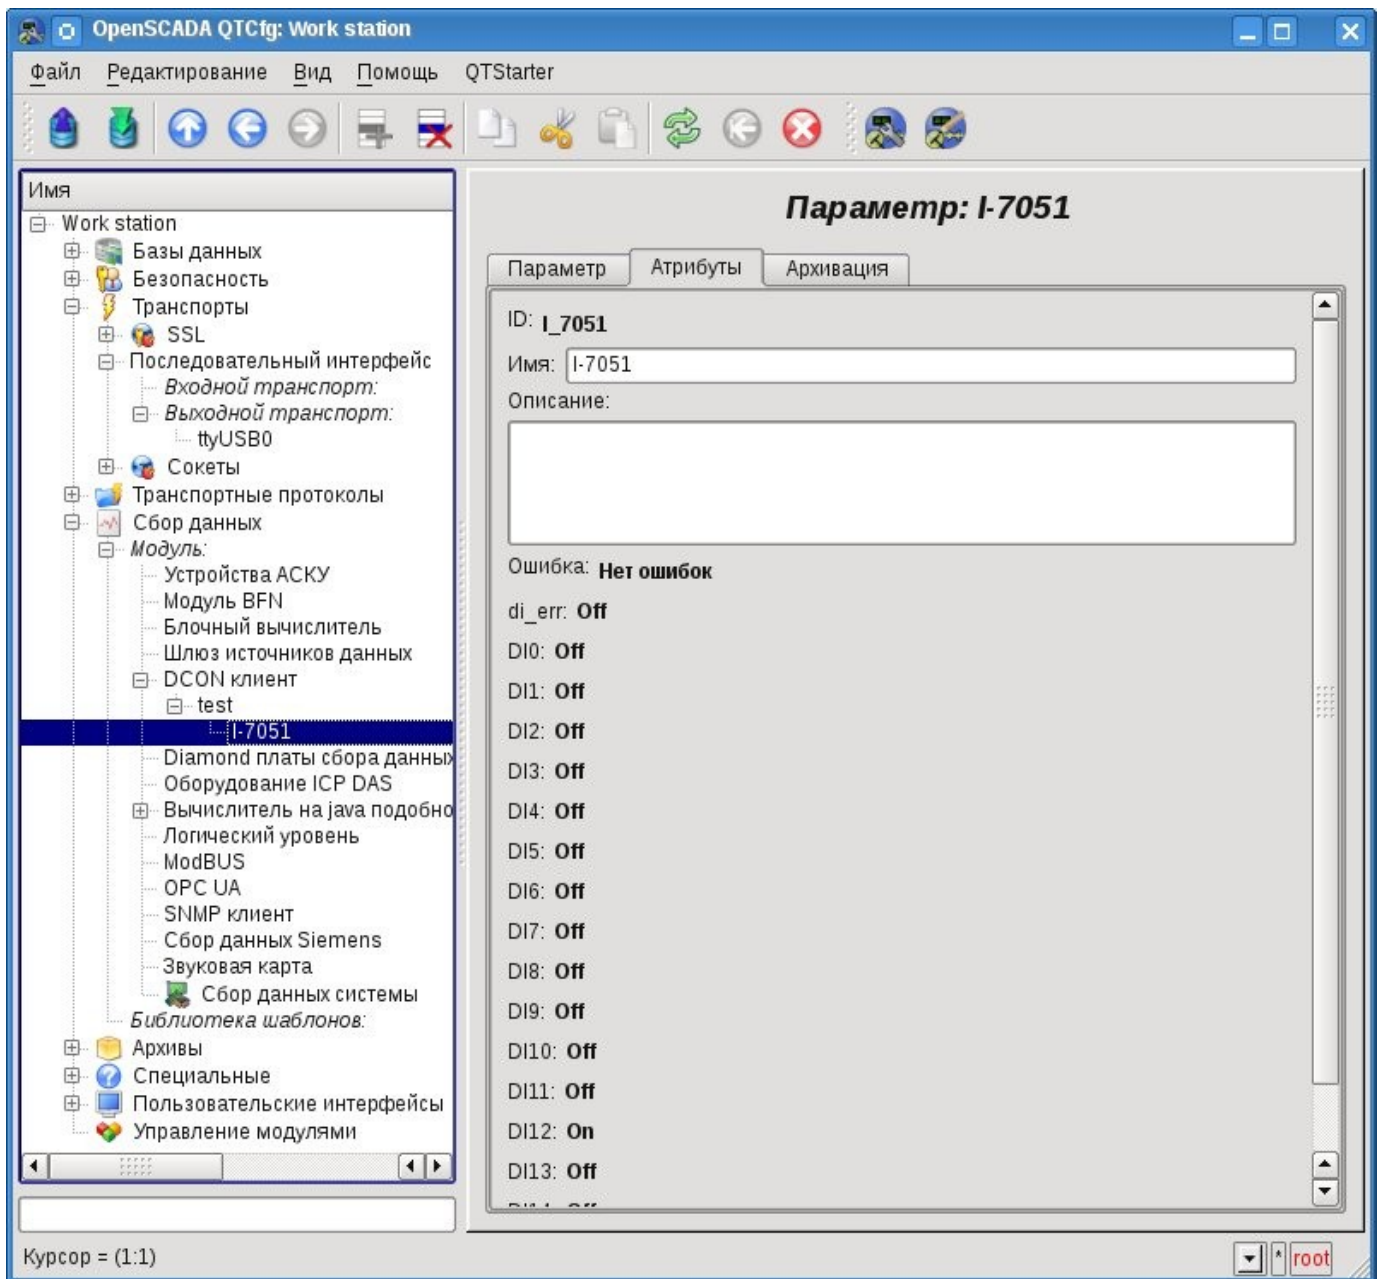 OpenSCADA QTCfg: Work station
Файл Редактирование Вид Помощь QTStarter
Имя
Work station
Базы данных
Безопасность
Транспорты
SSL
Последовательный интерфейс
Входной транспорт:
Выходной транспорт:
ttyUSB0
Сокеты
Транспортные протоколы
Сбор данных
Модуль:
Устройства АСКУ
Модуль BFN
Блочный вычислитель
Шлюз источников данных
DCON клиент
test
I-7051
Diamond платы сбора данных
Оборудование ICP DAS
Вычислитель на java подобно
Логический уровень
ModBUS
OPC UA
SNMP клиент
Сбор данных Siemens
Звуковая карта
Сбор данных системы
Библиотека шаблонов:
Архивы
Специальные
Пользовательские интерфейсы
Управление модулями
Параметр: I-7051
Параметр Атрибуты Архивация
ID: I_7051
Имя: I-7051
Описание:
Ошибка: Нет ошибок
di_err: Off
DI0: Off
DI1: Off
DI2: Off
DI3: Off
DI4: Off
DI5: Off
DI6: Off
DI7: Off
DI8: Off
DI9: Off
DI10: Off
DI11: Off
DI12: On
DI13: Off
Курсор = (1:1)
* root